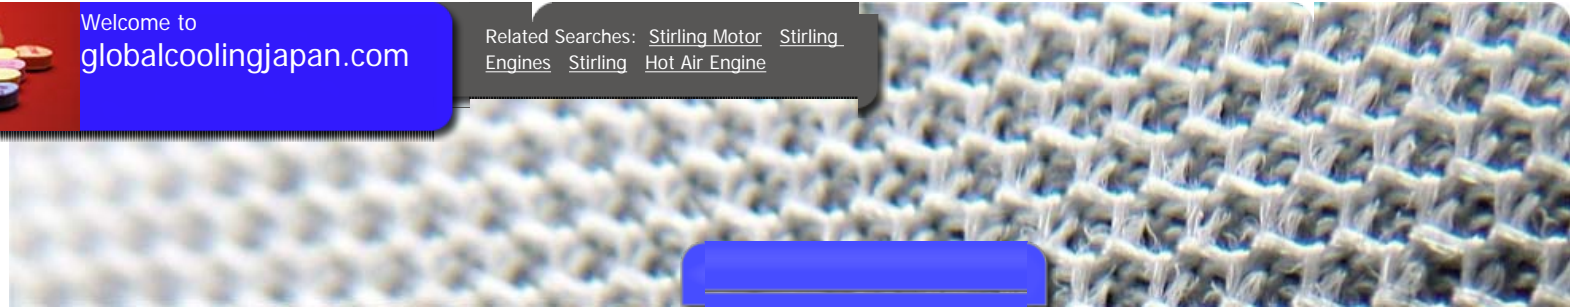 Welcome to
globalcoolingjapan.com
Related Searches: Stirling Motor Stirling
Engines Stirling Hot Air Engine